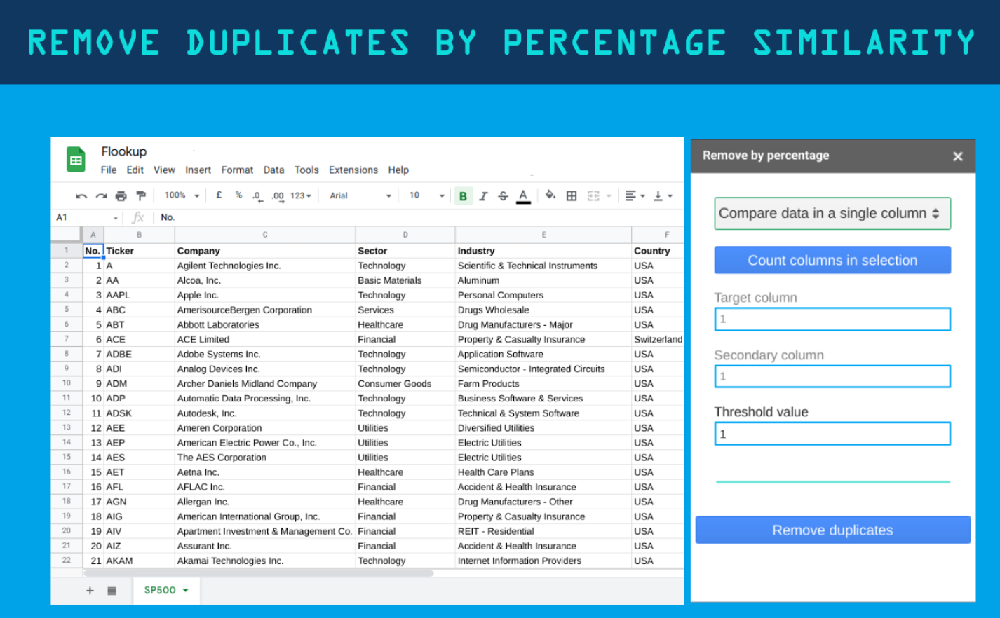 REMOVE DUPLICATES BY PERCENTAGE SIMILARITY
Flookup
File Edit View Insert Format Data Tools Extensions Help
100% £ % .0 .00 123 Arial 10 B I S A
A1 fx No.
A B C D E F
1 No. Ticker Company Sector Industry Country
2 1 A Agilent Technologies Inc. Technology Scientific & Technical Instruments USA
3 2 AA Alcoa, Inc. Basic Materials Aluminum USA
4 3 AAPL Apple Inc. Technology Personal Computers USA
5 4 ABC AmerisourceBergen Corporation Services Drugs Wholesale USA
6 5 ABT Abbott Laboratories Healthcare Drug Manufacturers - Major USA
7 6 ACE ACE Limited Financial Property & Casualty Insurance Switzerland
8 7 ADBE Adobe Systems Inc. Technology Application Software USA
9 8 ADI Analog Devices Inc. Technology Semiconductor - Integrated Circuits USA
10 9 ADM Archer Daniels Midland Company Consumer Goods Farm Products USA
11 10 ADP Automatic Data Processing, Inc. Technology Business Software & Services USA
12 11 ADSK Autodesk, Inc. Technology Technical & System Software USA
13 12 AEE Ameren Corporation Utilities Diversified Utilities USA
14 13 AEP American Electric Power Co., Inc. Utilities Electric Utilities USA
15 14 AES The AES Corporation Utilities Electric Utilities USA
16 15 AET Aetna Inc. Healthcare Health Care Plans USA
17 16 AFL AFLAC Inc. Financial Accident & Health Insurance USA
18 17 AGN Allergan Inc. Healthcare Drug Manufacturers - Other USA
19 18 AIG American International Group, Inc. Financial Property & Casualty Insurance USA
20 19 AIV Apartment Investment & Management Co. Financial REIT - Residential USA
21 20 AIZ Assurant Inc. Financial Accident & Health Insurance USA
22 21 AKAM Akamai Technologies Inc. Technology Internet Information Providers USA
SP500
Remove by percentage
Compare data in a single column
Count columns in selection
Target column
1
Secondary column
1
Threshold value
1
Remove duplicates